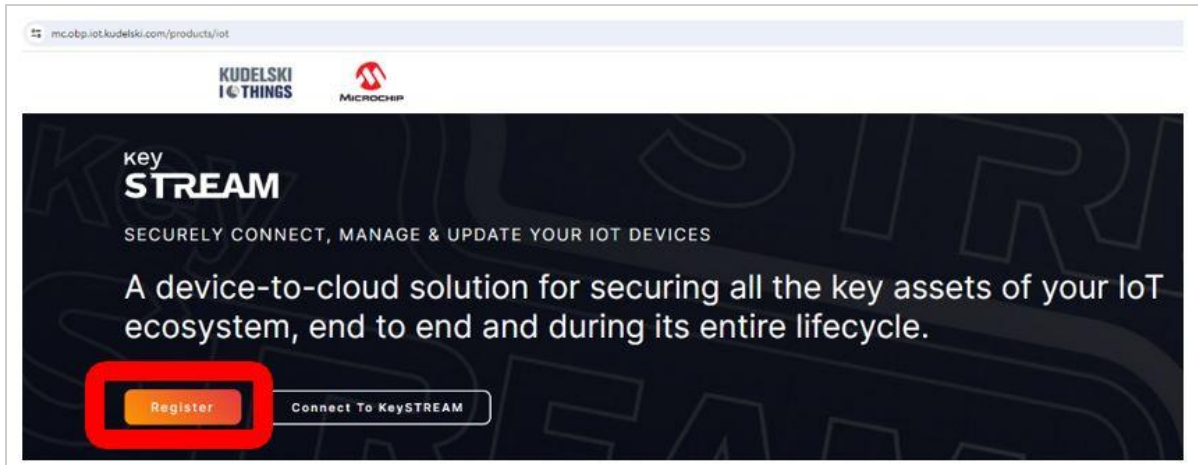 mc.obp.iot.kudelski.com/products/iot
KUDELSKI
IOTHINGS
MICROCHIP
Key
STREAM
SECURELY CONNECT, MANAGE & UPDATE YOUR IOT DEVICES
A device-to-cloud solution for securing all the key assets of your IoT
ecosystem, end to end and during its entire lifecycle.
Register
Connect To KeySTREAM